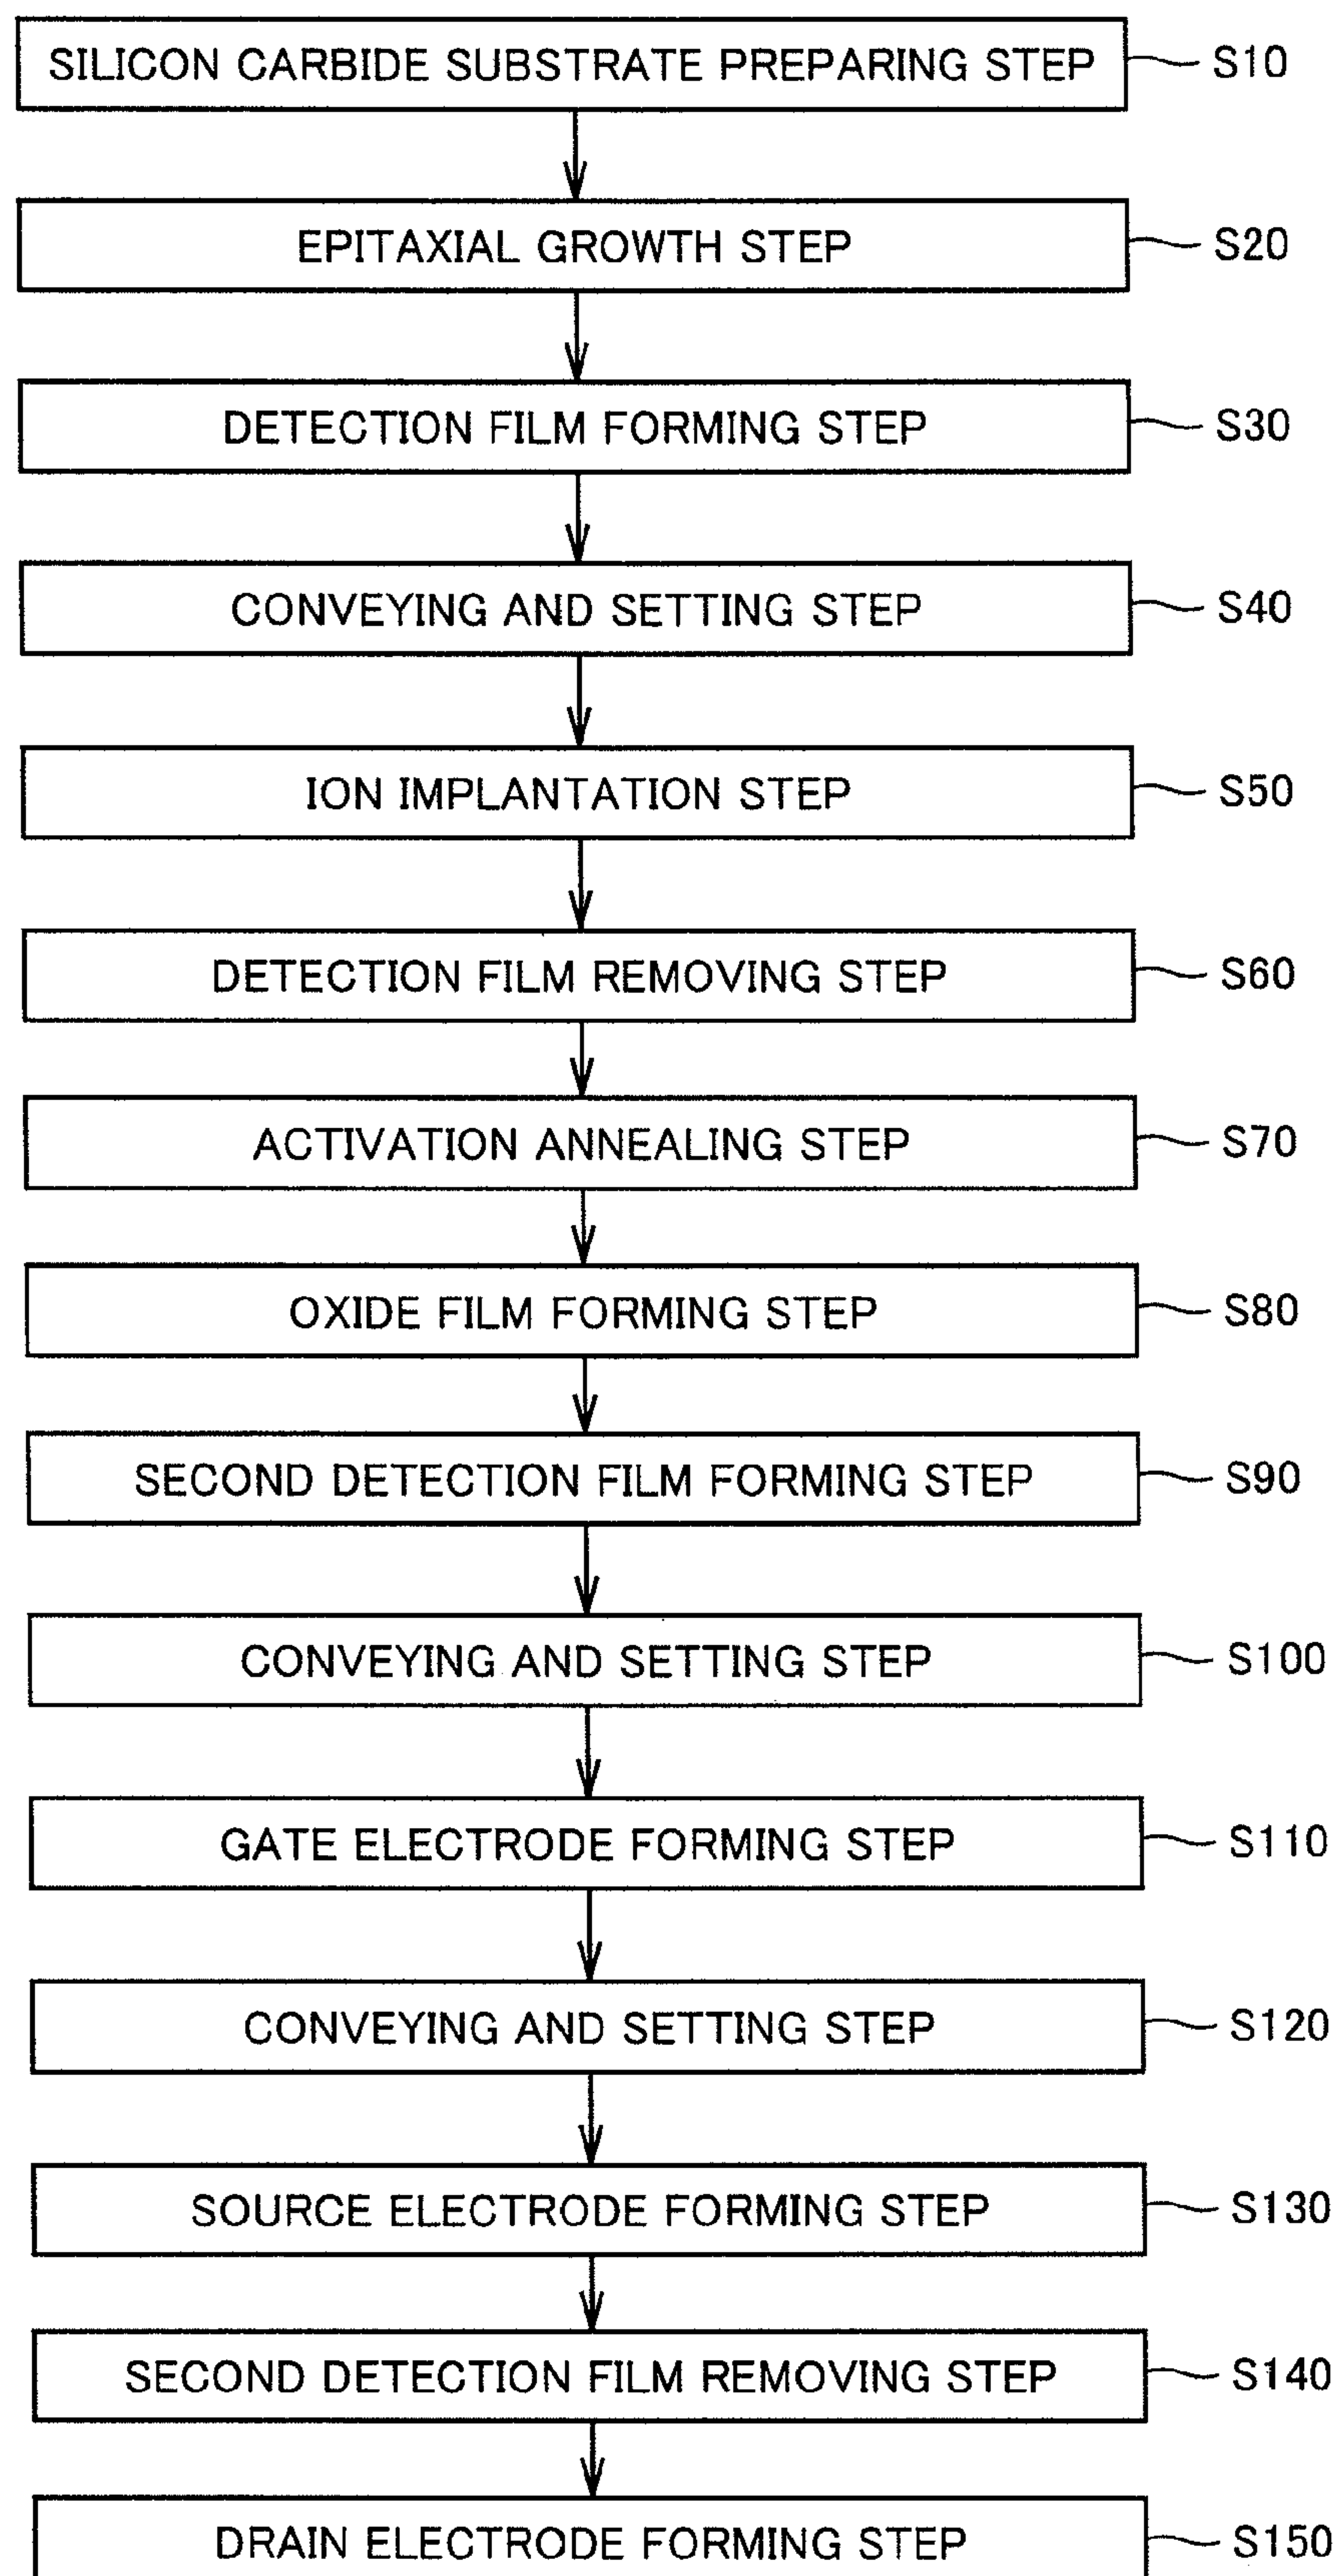 SILICON CARBIDE SUBSTRATE PREPARING STEP S10
EPITAXIAL GROWTH STEP S20
DETECTION FILM FORMING STEP S30
CONVEYING AND SETTING STEP S40
ION IMPLANTATION STEP S50
DETECTION FILM REMOVING STEP S60
ACTIVATION ANNEALING STEP S70
OXIDE FILM FORMING STEP S80
SECOND DETECTION FILM FORMING STEP S90
CONVEYING AND SETTING STEP S100
GATE ELECTRODE FORMING STEP S110
CONVEYING AND SETTING STEP S120
SOURCE ELECTRODE FORMING STEP S130
SECOND DETECTION FILM REMOVING STEP S140
DRAIN ELECTRODE FORMING STEP S150